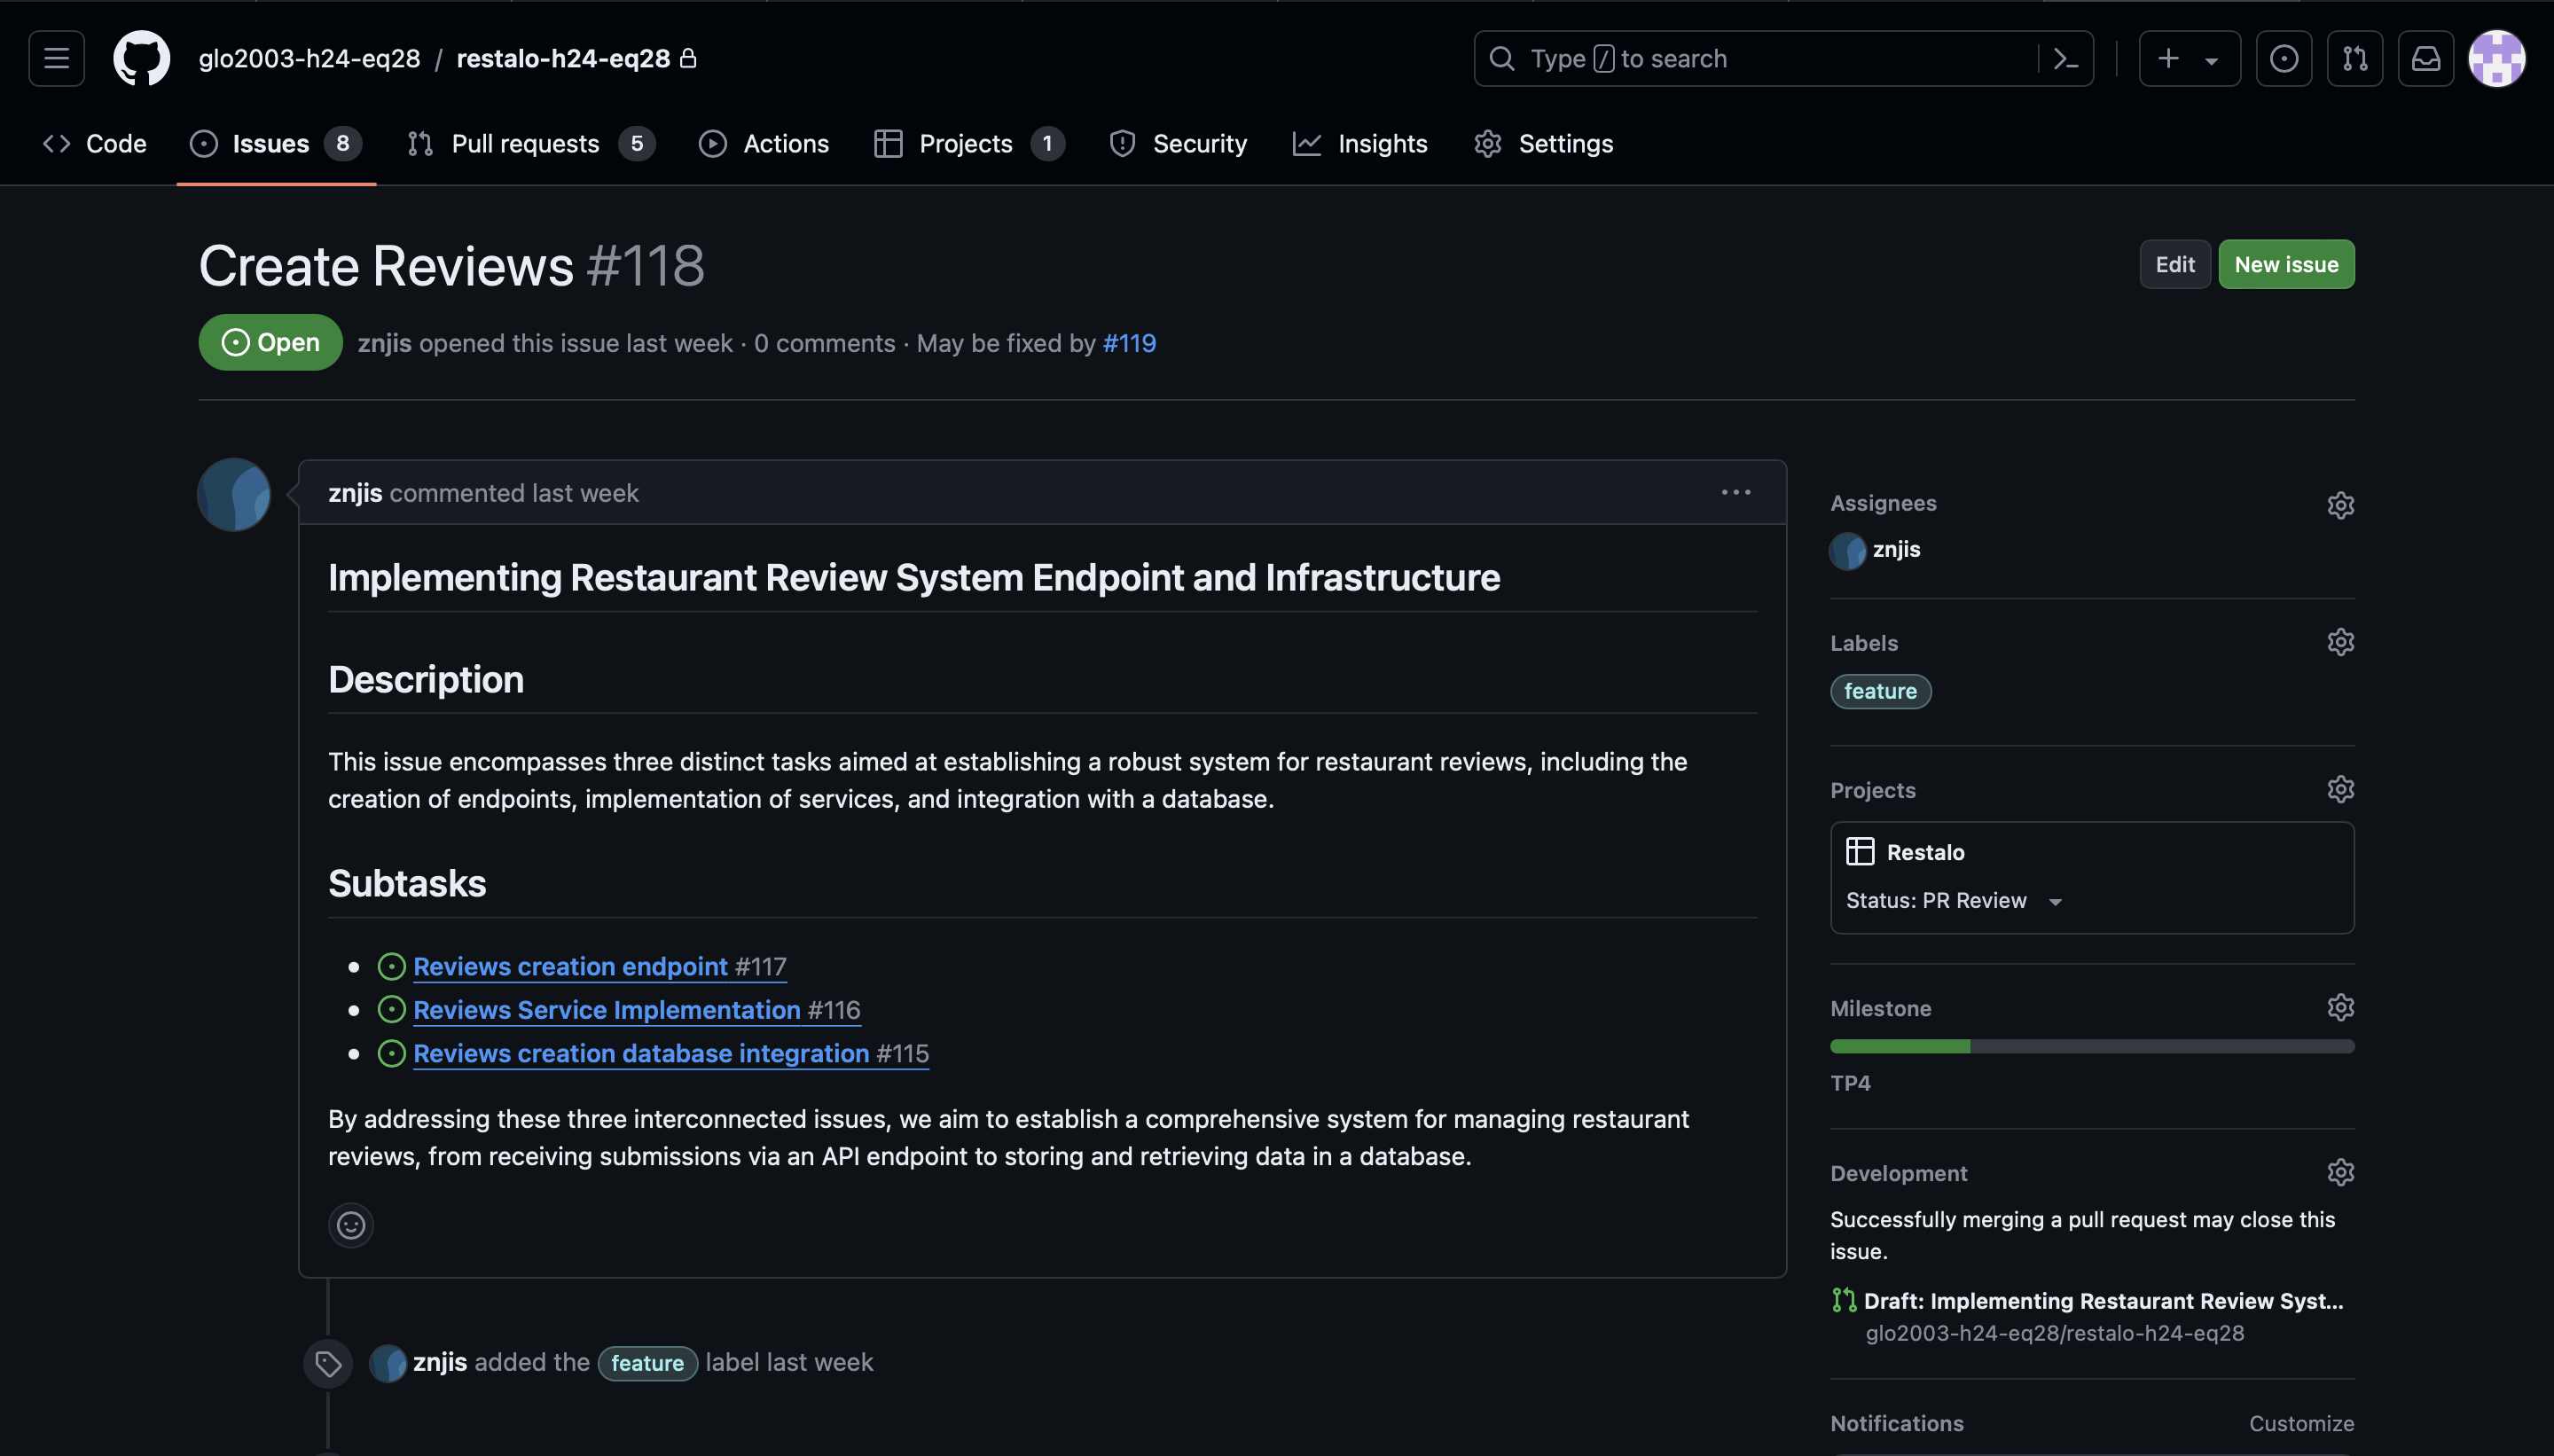 glo2003-h24-eq28 / restalo-h24-eq28
Type / to search
Code
Issues 8
Pull requests 5
Actions
Projects 1
Security
Insights
Settings
Create Reviews #118
Edit
New issue
Open
znjis opened this issue last week · 0 comments · May be fixed by #119
znjis commented last week
Implementing Restaurant Review System Endpoint and Infrastructure
Description
This issue encompasses three distinct tasks aimed at establishing a robust system for restaurant reviews, including the
creation of endpoints, implementation of services, and integration with a database.
Subtasks
Reviews creation endpoint #117
Reviews Service Implementation #116
Reviews creation database integration #115
By addressing these three interconnected issues, we aim to establish a comprehensive system for managing restaurant
reviews, from receiving submissions via an API endpoint to storing and retrieving data in a database.
znjis added the feature label last week
Assignees
znjis
Labels
feature
Projects
Restalo
Status: PR Review
Milestone
TP4
Development
Successfully merging a pull request may close this
issue.
Draft: Implementing Restaurant Review Syst...
glo2003-h24-eq28/restalo-h24-eq28
Notifications
Customize